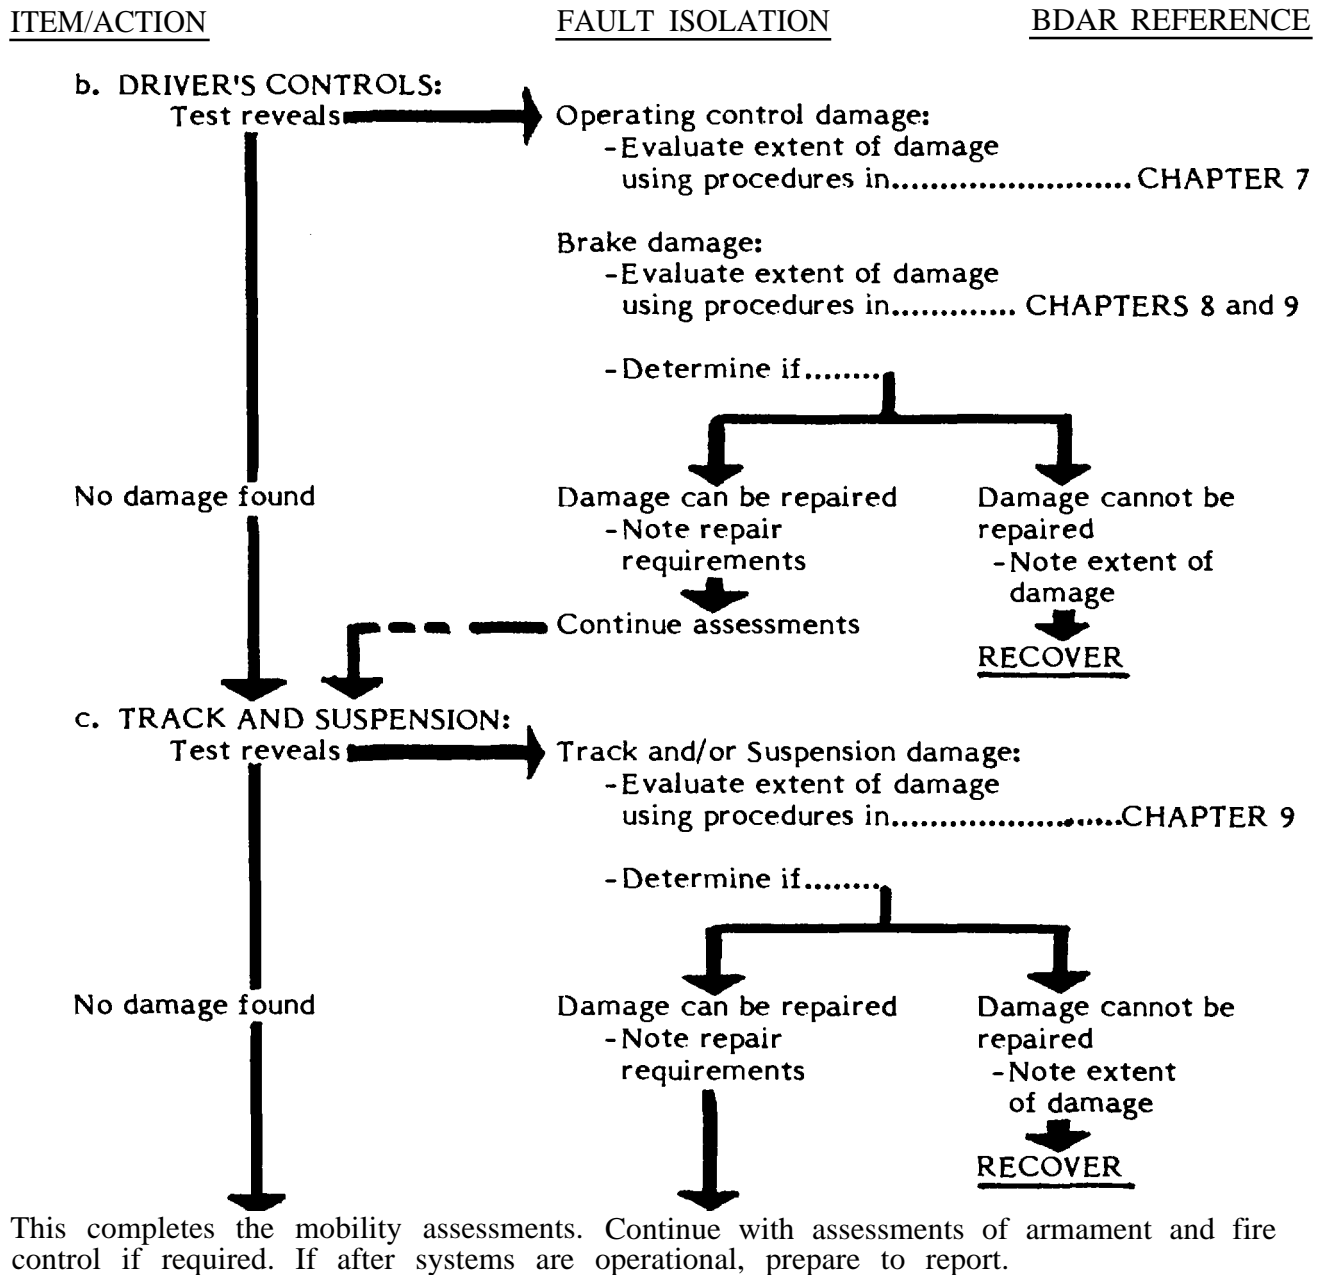 ITEM/ACTION FAULT ISOLATION BDAR REFERENCE
b. DRIVER'S CONTROLS:
Test reveals Operating control damage:
-Evaluate extent of damage
using procedures in.......................... CHAPTER 7
Brake damage:
-Evaluate extent of damage
using procedures in............. CHAPTERS 8 and 9
-Determine if.........
No damage found Damage can be repaired Damage cannot be
-Note repair repaired
requirements -Note extent of
damage
Continue assessments
RECOVER
c. TRACK AND SUSPENSION:
Test reveals Track and/or Suspension damage:
-Evaluate extent of damage
using procedures in.........................CHAPTER 9
-Determine if.........
No damage found Damage can be repaired Damage cannot be
-Note repair repaired
requirements -Note extent
of damage
RECOVER
This completes the mobility assessments. Continue with assessments of armament and fire
control if required. If after systems are operational, prepare to report.